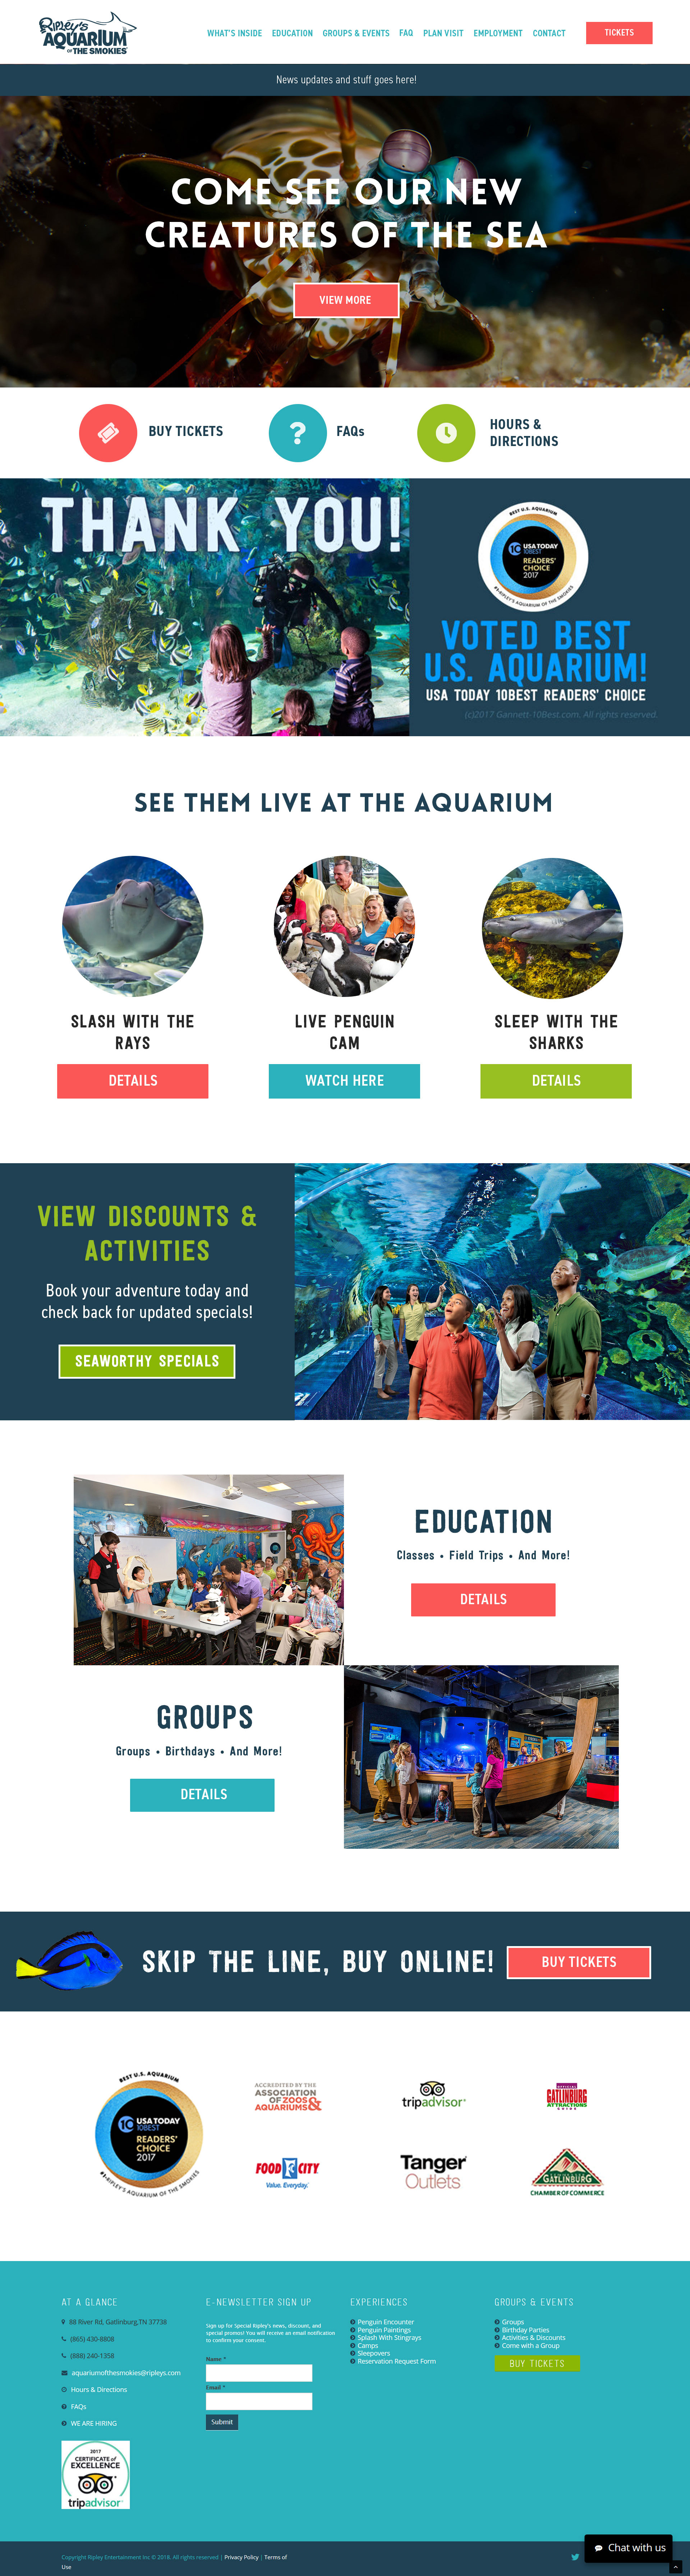 Ripley's
AQUARIUM
OF THE SMOKIES
WHAT'S INSIDE EDUCATION GROUPS & EVENTS FAQ PLAN VISIT EMPLOYMENT CONTACT TICKETS
News updates and stuff goes here!
COME SEE OUR NEW
CREATURES OF THE SEA
VIEW MORE
BUY TICKETS
FAQs
HOURS &
DIRECTIONS
THANK YOU!
BEST U.S. AQUARIUM
10 USA TODAY
10BEST
READERS'
CHOICE
2017
#1-RIPLEY'S AQUARIUM OF THE SMOKIES
VOTED BEST
U.S. AQUARIUM!
USA TODAY 10BEST READERS' CHOICE
(c)2017 Gannett-10Best.com. All rights reserved.
SEE THEM LIVE AT THE AQUARIUM
SLASH WITH THE
RAYS
DETAILS
LIVE PENGUIN
CAM
WATCH HERE
SLEEP WITH THE
SHARKS
DETAILS
VIEW DISCOUNTS &
ACTIVITIES
Book your adventure today and
check back for updated specials!
SEAWORTHY SPECIALS
EDUCATION
Classes • Field Trips • And More!
DETAILS
GROUPS
Groups • Birthdays • And More!
DETAILS
SKIP THE LINE, BUY ONLINE!
BUY TICKETS
BEST U.S. AQUARIUM
10 USA TODAY
10BEST
READERS'
CHOICE
2017
#1-RIPLEY'S AQUARIUM OF THE SMOKIES
ACCREDITED BY THE
ASSOCIATION
OF ZOOS
AQUARIUMS &
tripadvisor
GATLINBURG
ATTRACTIONS
FOOD CITY
Value. Everyday.
Tanger
Outlets
GATLINBURG
CHAMBER OF COMMERCE
AT A GLANCE
88 River Rd, Gatlinburg,TN 37738
(865) 430-8808
(888) 240-1358
aquariumofthesmokies@ripleys.com
Hours & Directions
FAQs
WE ARE HIRING
2017
CERTIFICATE of
EXCELLENCE
tripadvisor
E-NEWSLETTER SIGN UP
Sign up for Special Ripley's news, discount, and
special promos! You will receive an email notification
to confirm your consent.
Name *
Email *
Submit
EXPERIENCES
Penguin Encounter
Penguin Paintings
Splash With Stingrays
Camps
Sleepovers
Reservation Request Form
GROUPS & EVENTS
Groups
Birthday Parties
Activities & Discounts
Come with a Group
BUY TICKETS
Copyright Ripley Entertainment Inc © 2018. All rights reserved | Privacy Policy | Terms of
Use
Chat with us